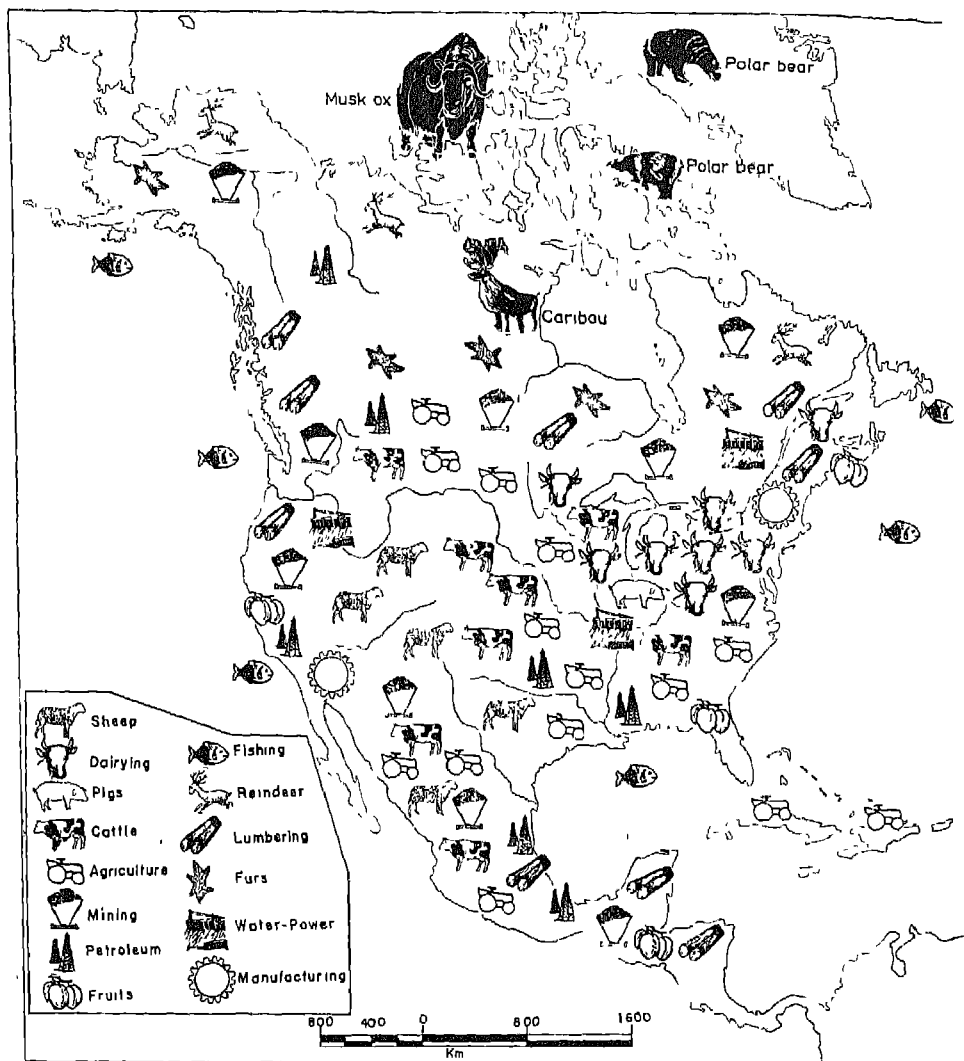 Polar bear
Musk ox
Polar bear
Caribou
Sheep
Dairying
Pigs
Cattle
Agriculture
Mining
Petroleum
Fruits
Fishing
Reindeer
Lumbering
Furs
Water-Power
Manufacturing
800 400 0 800 1600
Km